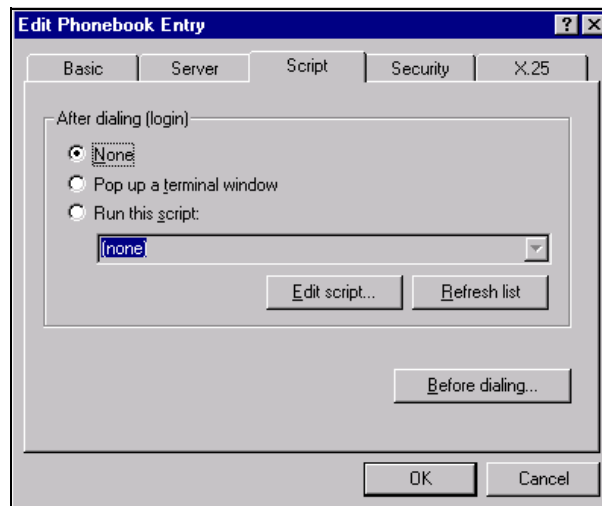 Edit Phonebook Entry
Basic Server Script Security X.25
After dialing (login)
None
Pop up a terminal window
Run this script:
(none)
Edit script... Refresh list
Before dialing...
OK Cancel